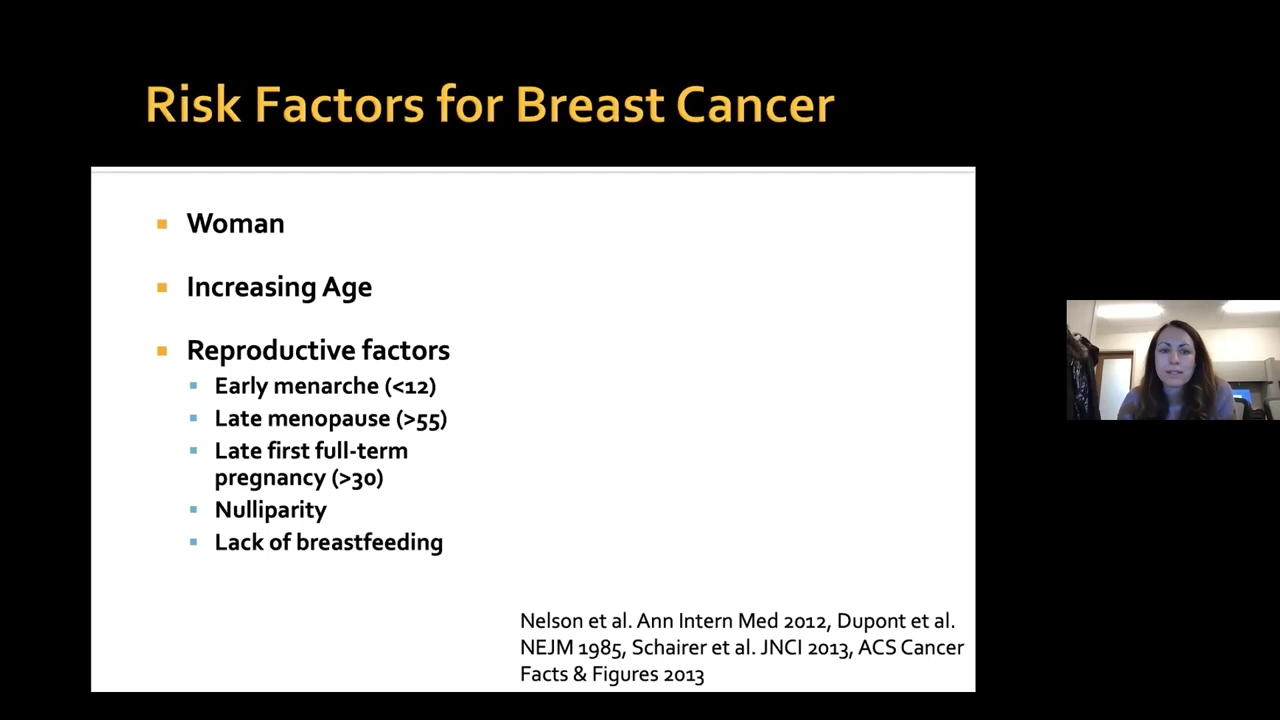 Risk Factors for Breast Cancer
Woman
Increasing Age
Reproductive factors
Early menarche (<12)
Late menopause (>55)
Late first full-term
pregnancy (>30)
Nulliparity
Lack of breastfeeding
Nelson et al. Ann Intern Med 2012, Dupont et al.
NEJM 1985, Schairer et al. JNCI 2013, ACS Cancer
Facts & Figures 2013